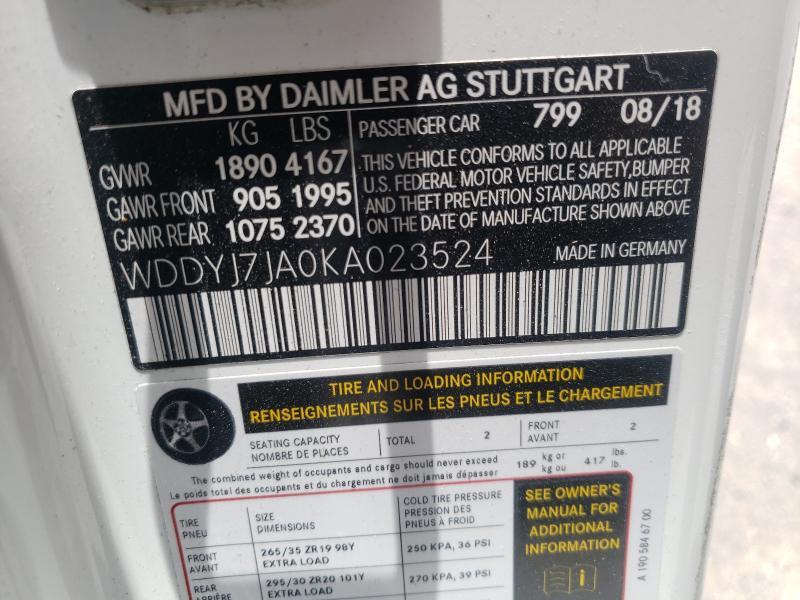 MFD BY DAIMLER AG STUTTGART
KG LBS
GVWR 1890 4167
GAWR FRONT 905 1995
GAWR REAR 1075 2370
PASSENGER CAR 799 08/18
THIS VEHICLE CONFORMS TO ALL APPLICABLE
U.S. FEDERAL MOTOR VEHICLE SAFETY, BUMPER
AND THEFT PREVENTION STANDARDS IN EFFECT
ON THE DATE OF MANUFACTURE SHOWN ABOVE
WDDYJ7JA0KA023524 MADE IN GERMANY
TIRE AND LOADING INFORMATION
RENSEIGNEMENTS SUR LES PNEUS ET LE CHARGEMENT
SEATING CAPACITY
NOMBRE DE PLACES
TOTAL 2
FRONT
AVANT
2
The combined weight of occupants and cargo should never exceed
Le poids total des occupants et du chargement ne doit jamais dépasser
189 kg or
kg ou
417 lbs.
lb.
TIRE
PNEU
SIZE
DIMENSIONS
COLD TIRE PRESSURE
PRESSION DES
PNEUS À FROID
FRONT
AVANT
265/35 ZR19 98Y
EXTRA LOAD
250 KPA, 36 PSI
REAR
ARRIÈRE
295/30 ZR20 101Y
EXTRA LOAD
270 KPA, 39 PSI
SEE OWNER'S
MANUAL FOR
ADDITIONAL
INFORMATION
i
A 190 584 67 00